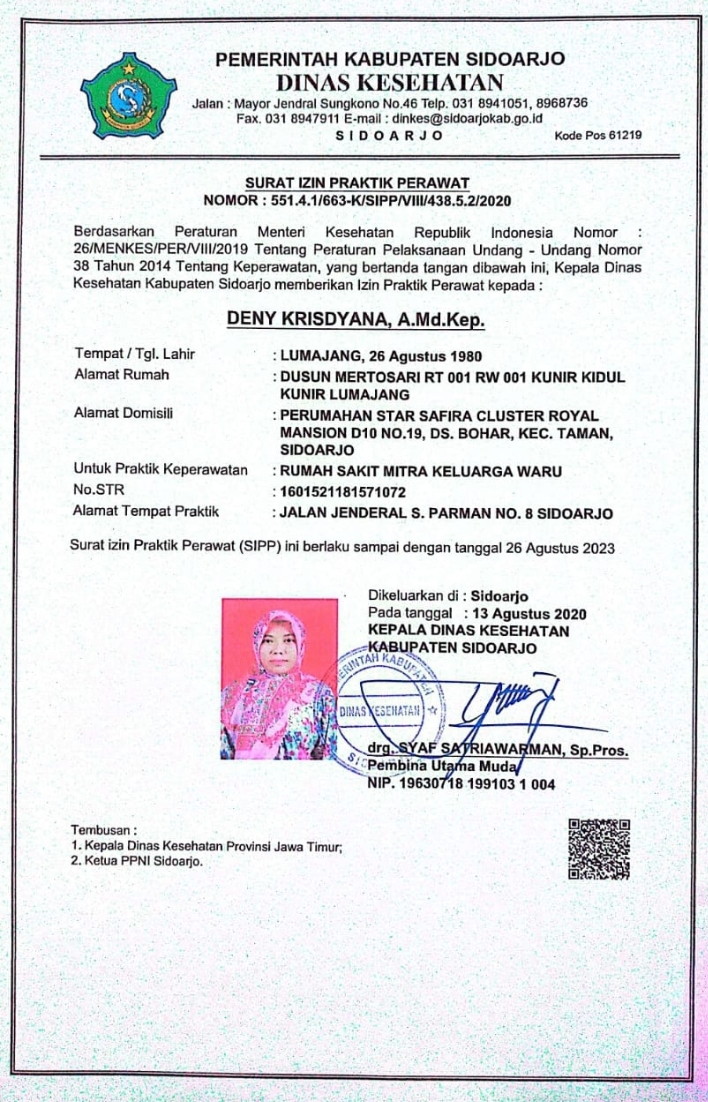 PEMERINTAH KABUPATEN SIDOARJO
DINAS KESEHATAN
Jalan : Mayor Jendral Sungkono No.46 Telp. 031 8941051, 8968736
Fax. 031 8947911 E-mail : dinkes@sidoarjokab.go.id
SIDOARJO Kode Pos 61219
SURAT IZIN PRAKTIK PERAWAT
NOMOR : 551.4.1/663-K/SIPP/VIII/438.5.2/2020
Berdasarkan Peraturan Menteri Kesehatan Republik Indonesia Nomor :
26/MENKES/PER/VIII/2019 Tentang Peraturan Pelaksanaan Undang - Undang Nomor
38 Tahun 2014 Tentang Keperawatan, yang bertanda tangan dibawah ini, Kepala Dinas
Kesehatan Kabupaten Sidoarjo memberikan Izin Praktik Perawat kepada :
DENY KRISDYANA, A.Md.Kep.
Tempat / Tgl. Lahir : LUMAJANG, 26 Agustus 1980
Alamat Rumah : DUSUN MERTOSARI RT 001 RW 001 KUNIR KIDUL
KUNIR LUMAJANG
Alamat Domisili : PERUMAHAN STAR SAFIRA CLUSTER ROYAL
MANSION D10 NO.19, DS. BOHAR, KEC. TAMAN,
SIDOARJO
Untuk Praktik Keperawatan : RUMAH SAKIT MITRA KELUARGA WARU
No.STR : 1601521181571072
Alamat Tempat Praktik : JALAN JENDERAL S. PARMAN NO. 8 SIDOARJO
Surat izin Praktik Perawat (SIPP) ini berlaku sampai dengan tanggal 26 Agustus 2023
Dikeluarkan di : Sidoarjo
Pada tanggal : 13 Agustus 2020
KEPALA DINAS KESEHATAN
KABUPATEN SIDOARJO
PEMERINTAH KABUPATEN
DINAS KESEHATAN
drg. SYAF SATRIAWARMAN, Sp.Pros.
Pembina Utama Muda
NIP. 19630718 199103 1 004
Tembusan :
1. Kepala Dinas Kesehatan Provinsi Jawa Timur;
2. Ketua PPNI Sidoarjo.